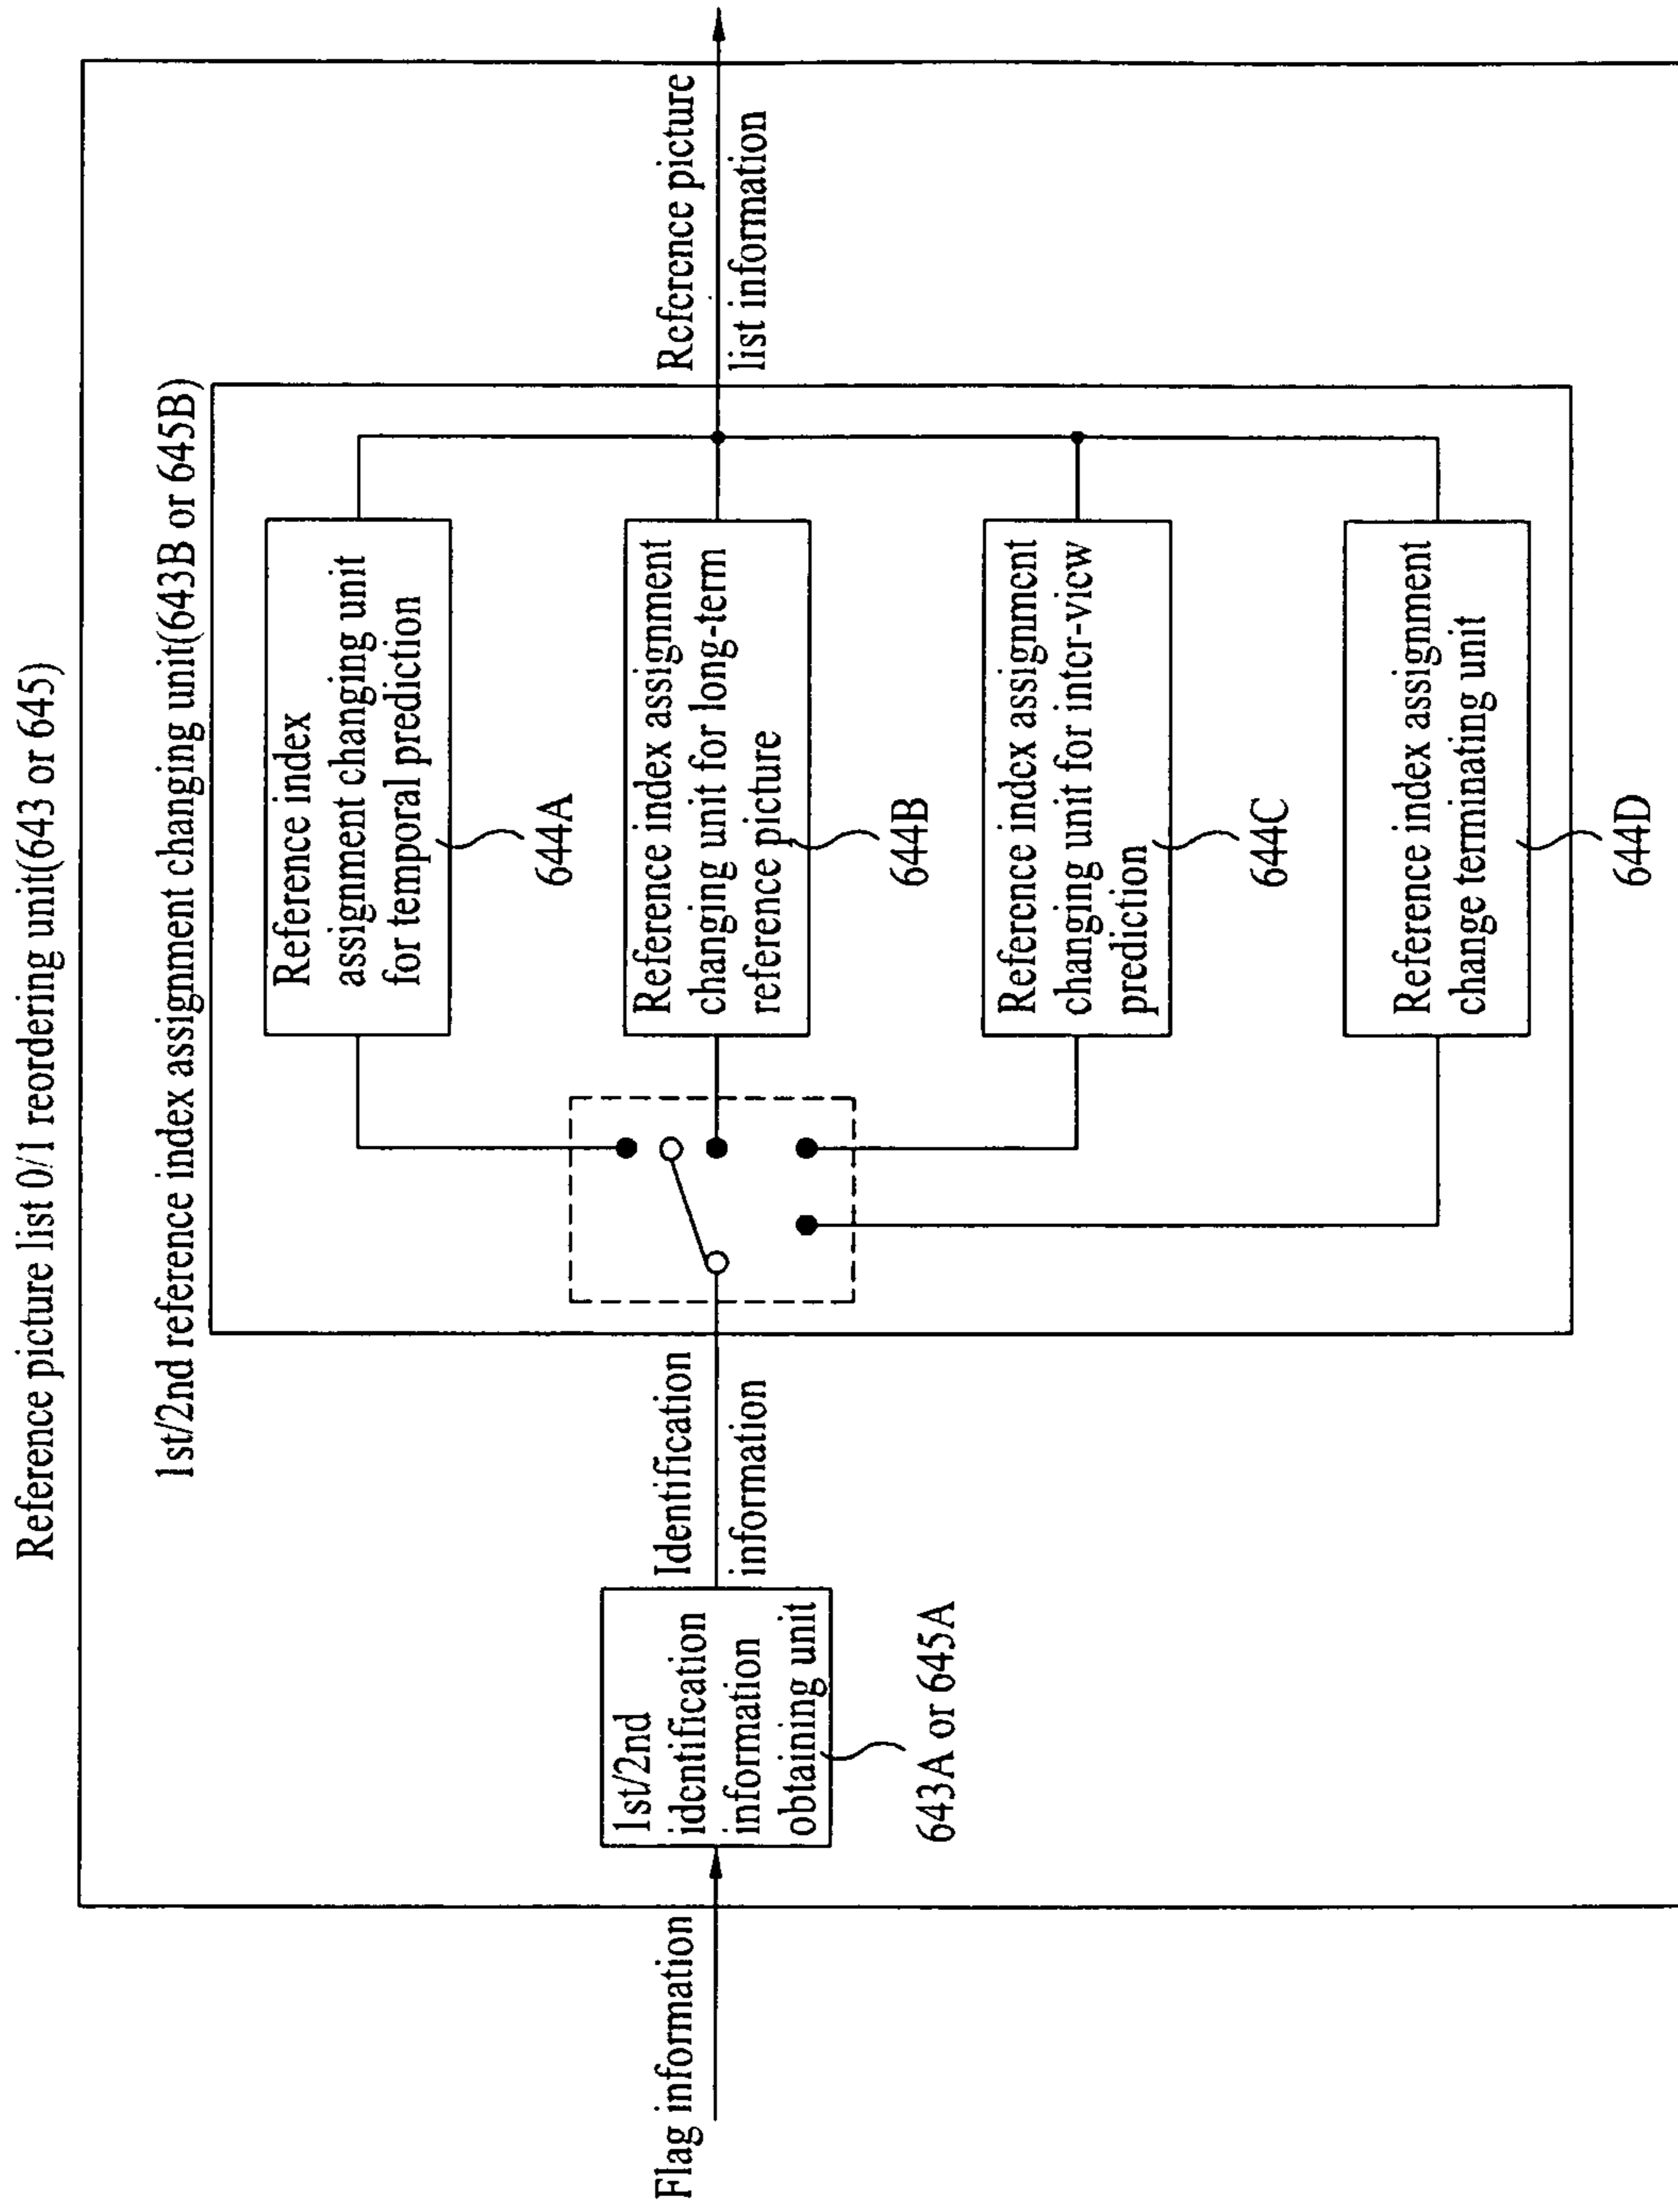 Reference picture list 0/1 reordering unit(643 or 645)
1st/2nd reference index assignment changing unit(643B or 645B)
Flag information
1st/2nd
identification
information
obtaining unit
643A or 645A
Identification
information
Reference index
assignment changing unit
for temporal prediction
644A
Reference index assignment
changing unit for long-term
reference picture
644B
Reference index assignment
changing unit for inter-view
prediction
644C
Reference index assignment
change terminating unit
644D
Reference picture
list information